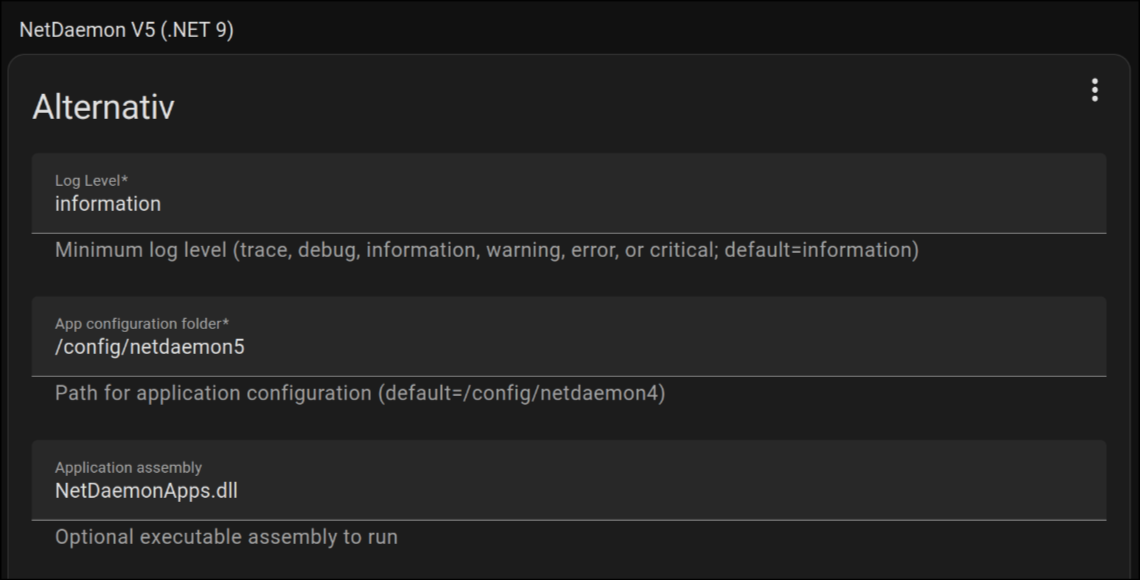 NetDaemon V5 (.NET 9)
Alternativ
Log Level*
information
Minimum log level (trace, debug, information, warning, error, or critical; default=information)
App configuration folder*
/config/netdaemon5
Path for application configuration (default=/config/netdaemon4)
Application assembly
NetDaemonApps.dll
Optional executable assembly to run